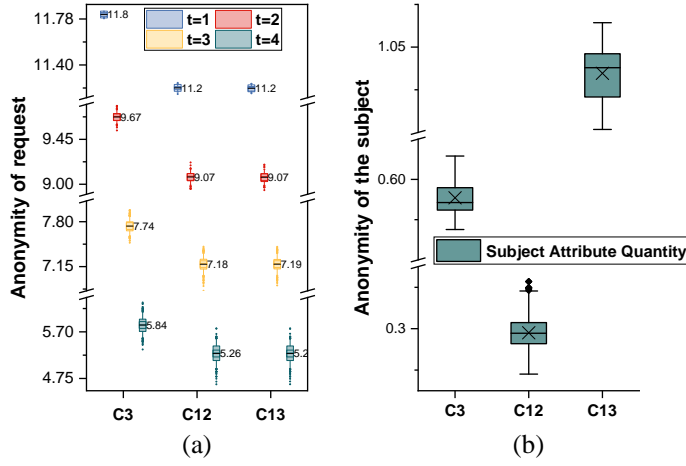 Anonymity of request
11.78
11.40
9.45
9.00
7.80
7.15
5.70
4.75
t=1 t=2
t=3 t=4
11.8
11.2
11.2
9.67
9.07
9.07
7.74
7.18
7.19
5.84
5.26
5.2
C3 C12 C13
(a)
Anonymity of the subject
1.05
0.60
0.3
Subject Attribute Quantity
C3 C12 C13
(b)